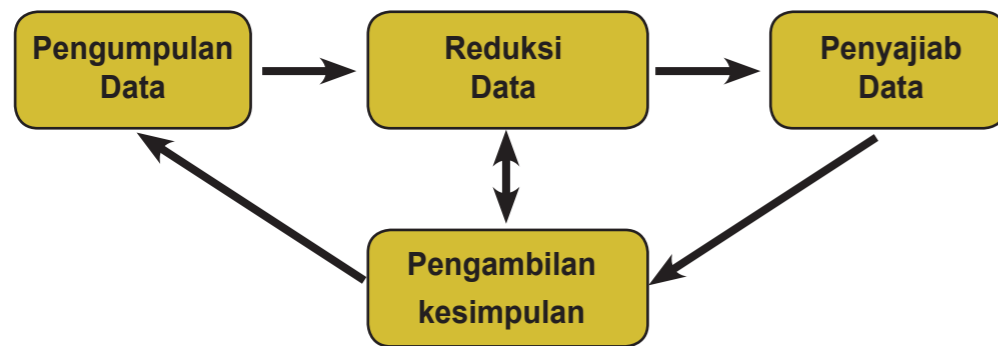 Pengumpulan
Data
Reduksi
Data
Penyajiab
Data
Pengambilan
kesimpulan